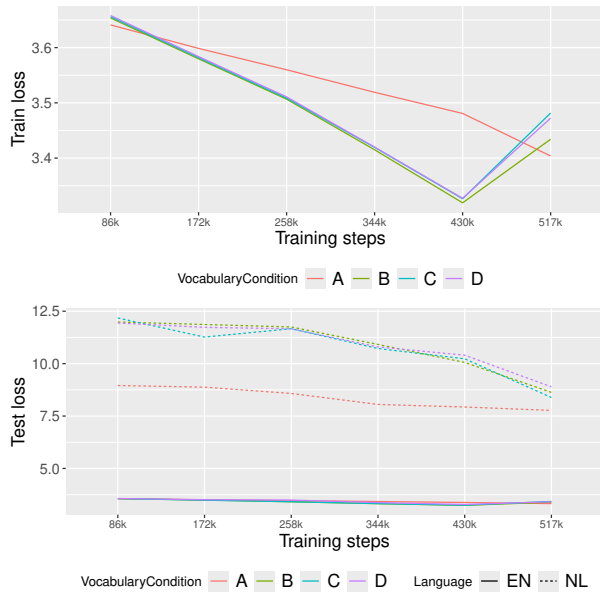 3.6
3.5
3.4
Train loss
86k 172k 258k 344k 430k 517k
Training steps
VocabularyCondition A B C D
12.5
10.0
7.5
5.0
Test loss
86k 172k 258k 344k 430k 517k
Training steps
VocabularyCondition A B C D Language EN NL